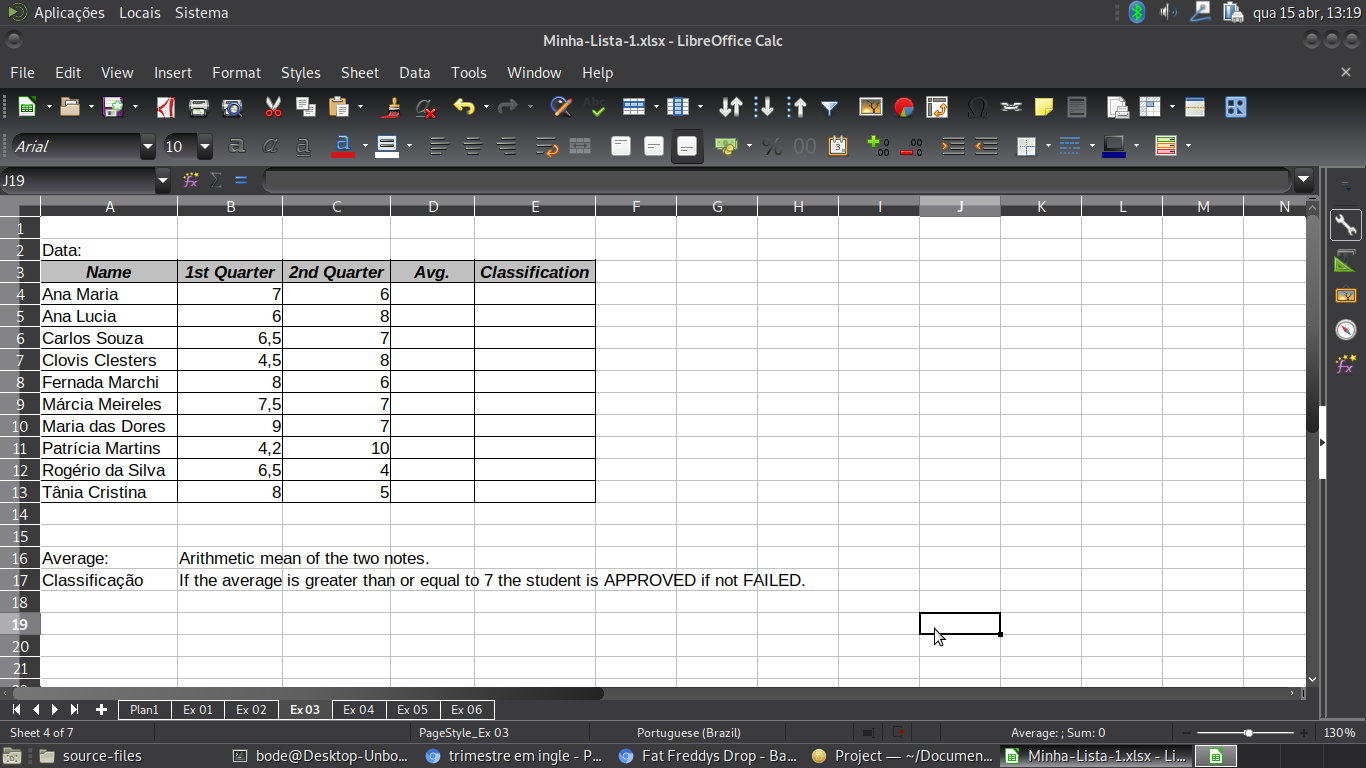 Aplicações Locais Sistema qua 15 abr, 13:19
Minha-Lista-1.xlsx - LibreOffice Calc
File Edit View Insert Format Styles Sheet Data Tools Window Help
Arial 10
J19
A B C D E F G H I J K L M N
1
2 Data:
3 Name 1st Quarter 2nd Quarter Avg. Classification
4 Ana Maria 7 6
5 Ana Lucia 6 8
6 Carlos Souza 6,5 7
7 Clovis Clesters 4,5 8
8 Fernada Marchi 8 6
9 Márcia Meireles 7,5 7
10 Maria das Dores 9 7
11 Patrícia Martins 4,2 10
12 Rogério da Silva 6,5 4
13 Tânia Cristina 8 5
14
15
16 Average: Arithmetic mean of the two notes.
17 Classificação If the average is greater than or equal to 7 the student is APPROVED if not FAILED.
18
19
20
21
Plan1 Ex 01 Ex 02 Ex 03 Ex 04 Ex 05 Ex 06
Sheet 4 of 7 PageStyle_Ex 03 Portuguese (Brazil) Average: ; Sum: 0 130%
source-files bode@Desktop-Unbo... trimestre em ingle - P... Fat Freddys Drop - Ba... Project — ~/Documen... Minha-Lista-1.xlsx - Li...